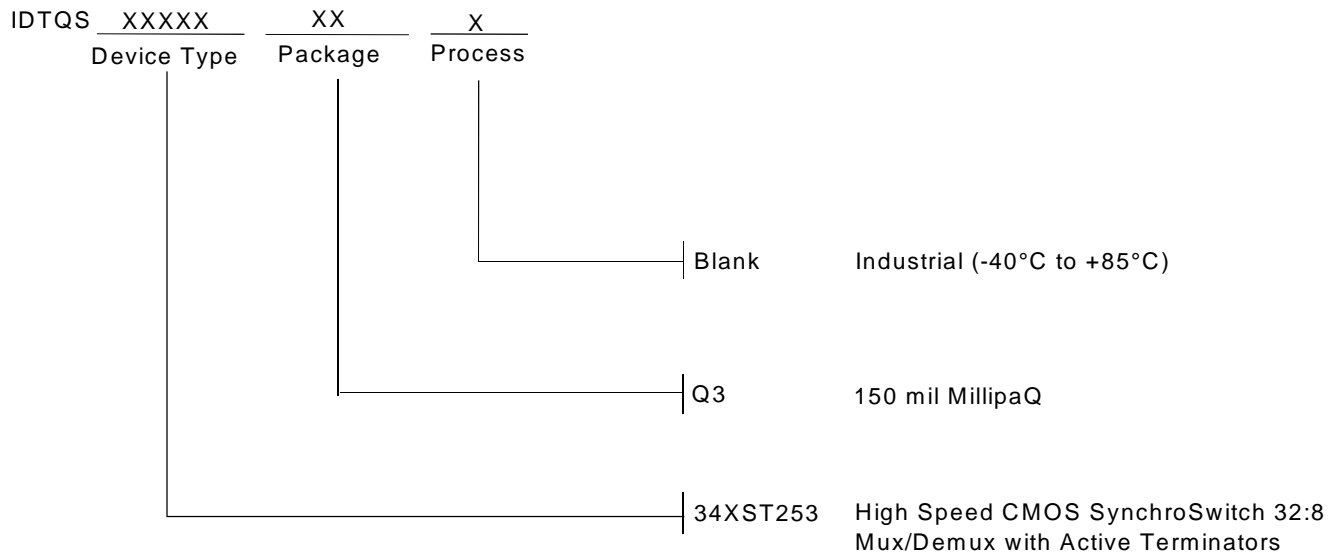 IDTQS XXXXX XX X
Device Type Package Process
Blank Industrial (-40°C to +85°C)
Q3 150 mil MillipaQ
34XST253 High Speed CMOS SynchroSwitch 32:8
Mux/Demux with Active Terminators